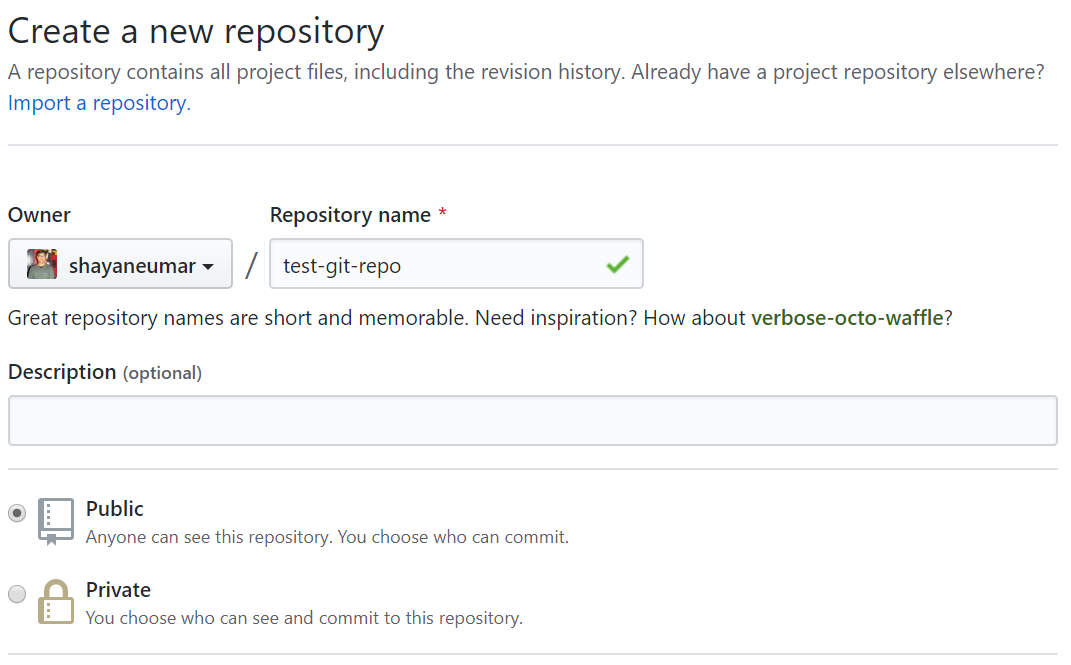 Create a new repository
A repository contains all project files, including the revision history. Already have a project repository elsewhere?
Import a repository.
Owner
Repository name *
shayaneumar / test-git-repo
Great repository names are short and memorable. Need inspiration? How about verbose-octo-waffle?
Description (optional)
Public
Anyone can see this repository. You choose who can commit.
Private
You choose who can see and commit to this repository.